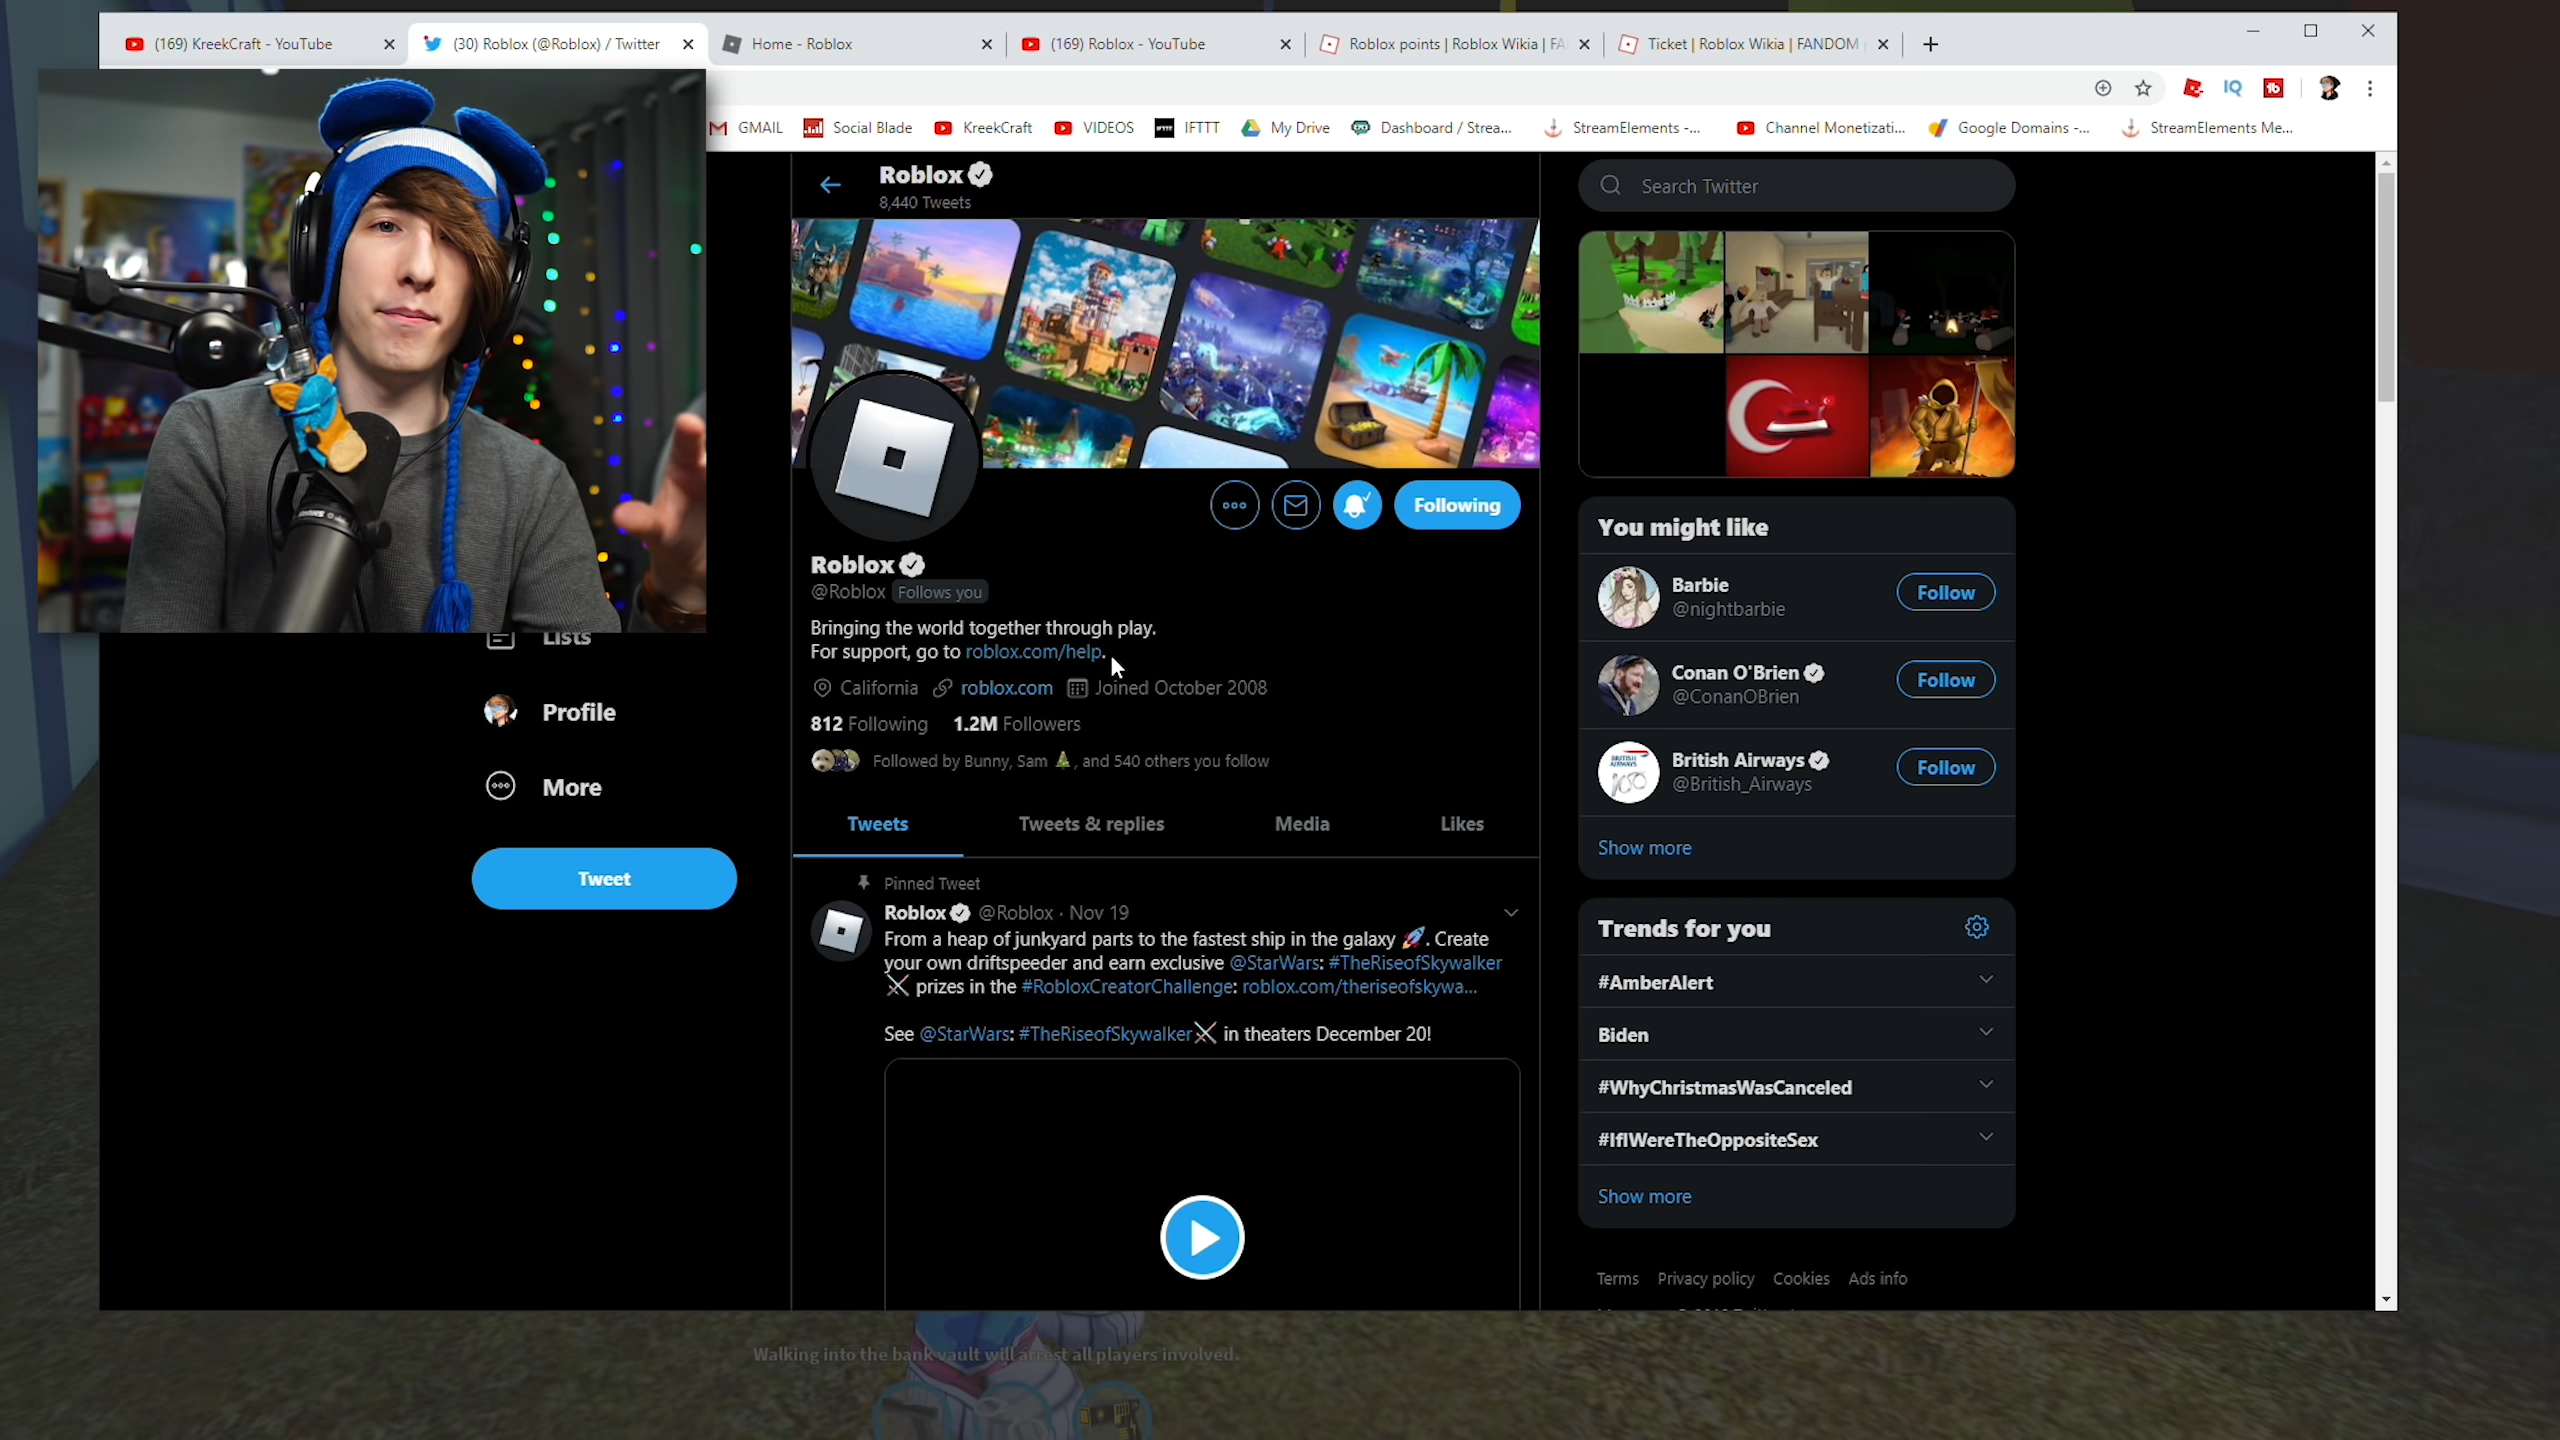 (169) KreekCraft - YouTube
(30) Roblox (@Roblox) / Twitter
Home - Roblox
(169) Roblox - YouTube
Roblox points | Roblox Wikia | FA
Ticket | Roblox Wikia | FANDOM
GMAIL
Social Blade
KreekCraft
VIDEOS
IFTTT
My Drive
Dashboard / Strea...
StreamElements -...
Channel Monetizati...
Google Domains -...
StreamElements Me...
Roblox
8,440 Tweets
Search Twitter
Following
Roblox
@Roblox Follows you
Bringing the world together through play.
For support, go to roblox.com/help.
California roblox.com Joined October 2008
812 Following 1.2M Followers
Followed by Bunny, Sam 🎄, and 540 others you follow
Tweets
Tweets & replies
Media
Likes
Pinned Tweet
Roblox @Roblox · Nov 19
From a heap of junkyard parts to the fastest ship in the galaxy 🚀. Create
your own driftspeeder and earn exclusive @StarWars: #TheRiseofSkywalker
prizes in the #RobloxCreatorChallenge: roblox.com/theriseofskywa...
See @StarWars: #TheRiseofSkywalker in theaters December 20!
Lists
Profile
More
Tweet
You might like
Barbie
@nightbarbie
Follow
Conan O'Brien
@ConanOBrien
Follow
British Airways
@British_Airways
Follow
Show more
Trends for you
#AmberAlert
Biden
#WhyChristmasWasCanceled
#IfIWereTheOppositeSex
Show more
Terms Privacy policy Cookies Ads info
Walking into the bank vault will arrest all players involved.